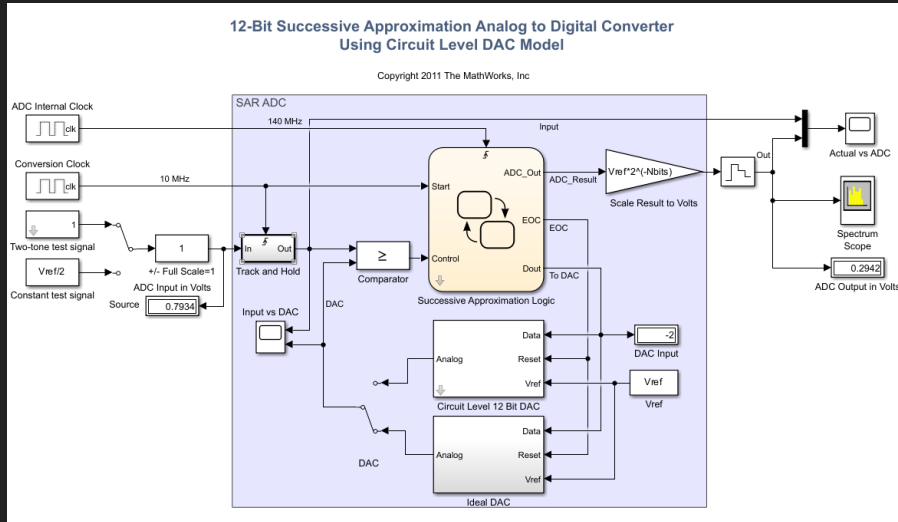 12-Bit Successive Approximation Analog to Digital Converter
Using Circuit Level DAC Model
Copyright 2011 The MathWorks, Inc
SAR ADC
ADC Internal Clock
clk
140 MHz
Input
Actual vs ADC
Conversion Clock
clk
10 MHz
Start
ADC_Out
ADC_Result
Vref*2^(-Nbits)
Scale Result to Volts
Out
1
Two-tone test signal
1
+/- Full Scale=1
In
Out
Track and Hold
≥
Comparator
Control
EOC
EOC
Dout
To DAC
Successive Approximation Logic
Spectrum
Scope
0.2942
ADC Output in Volts
Vref/2
Constant test signal
ADC Input in Volts
Source
0.7934
DAC
Input vs DAC
Data
Analog
Reset
Vref
Circuit Level 12 Bit DAC
-2
DAC Input
Vref
Vref
Data
Analog
Reset
Vref
DAC
Ideal DAC